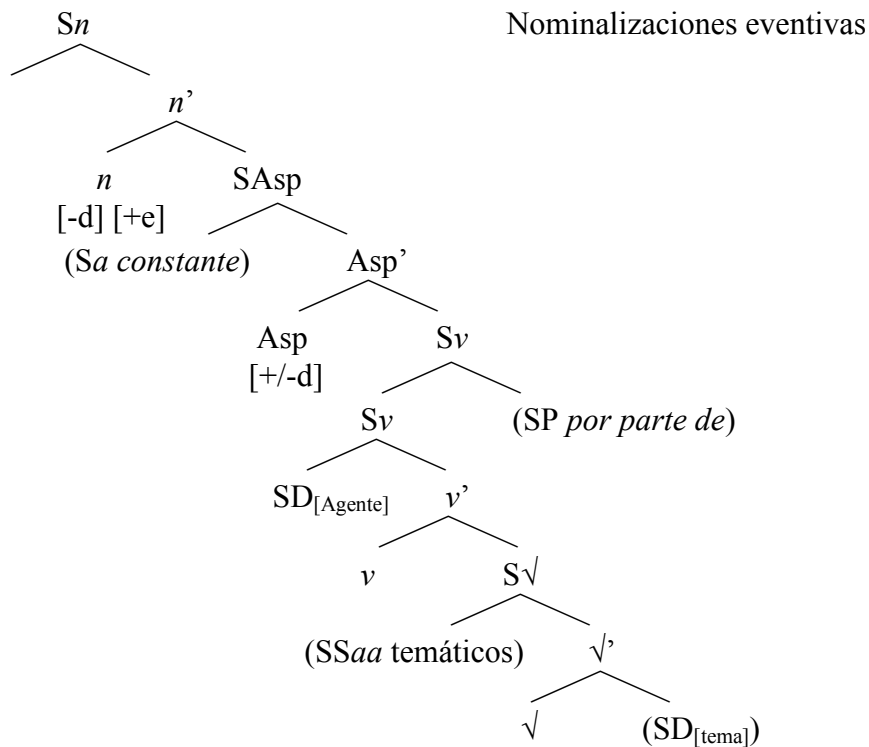 Sn Nominalizaciones eventivas
n’
n SAsp
[-d] [+e]
(Sa constante) Asp’
Asp Sv
[+/-d]
Sv (SP por parte de)
SD[Agente] v’
v S√
(SSaa temáticos) √’
√ (SD[tema])